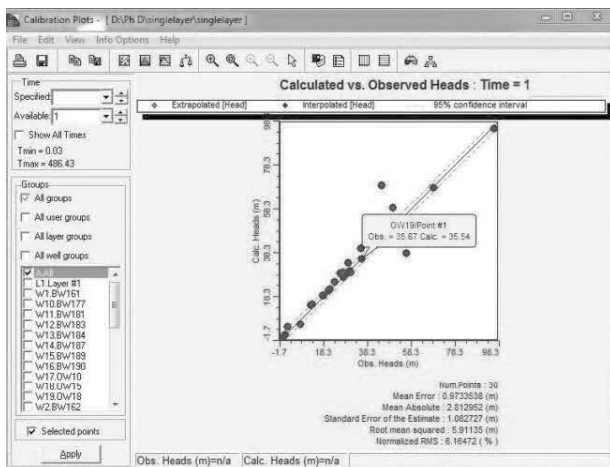 Calibration Plots - [ D:\Ph D\singlelayer\singlelayer ]
File Edit View Info Options Help
Time
Specified:
Available: 1
Show All Times
Tmin = 0.03
Tmax = 486.43
Groups
All groups
All user groups
All layer groups
All well groups
A.All
L1.Layer #1
W1.BW161
W10.BW177
W11.BW181
W12.BW183
W13.BW184
W14.BW187
W15.BW189
W16.BW190
W17.OW10
W18.OW15
W19.OW18
W2.BW162
Selected points
Apply
Calculated vs. Observed Heads : Time = 1
Extrapolated [Head] Interpolated [Head] 95% confidence interval
98.3
78.3
58.3
38.3
18.3
-1.7
Calc. Heads (m)
OW19/Point #1
Obs. = 35.67 Calc. = 35.54
-1.7 18.3 38.3 58.3 78.3 98.3
Obs. Heads (m)
Num.Points : 30
Mean Error : 0.9733538 (m)
Mean Absolute : 2.812952 (m)
Standard Error of the Estimate : 1.082727 (m)
Root mean squared : 5.91135 (m)
Normalized RMS : 6.16472 ( % )
Obs. Heads (m)=n/a Calc. Heads (m)=n/a